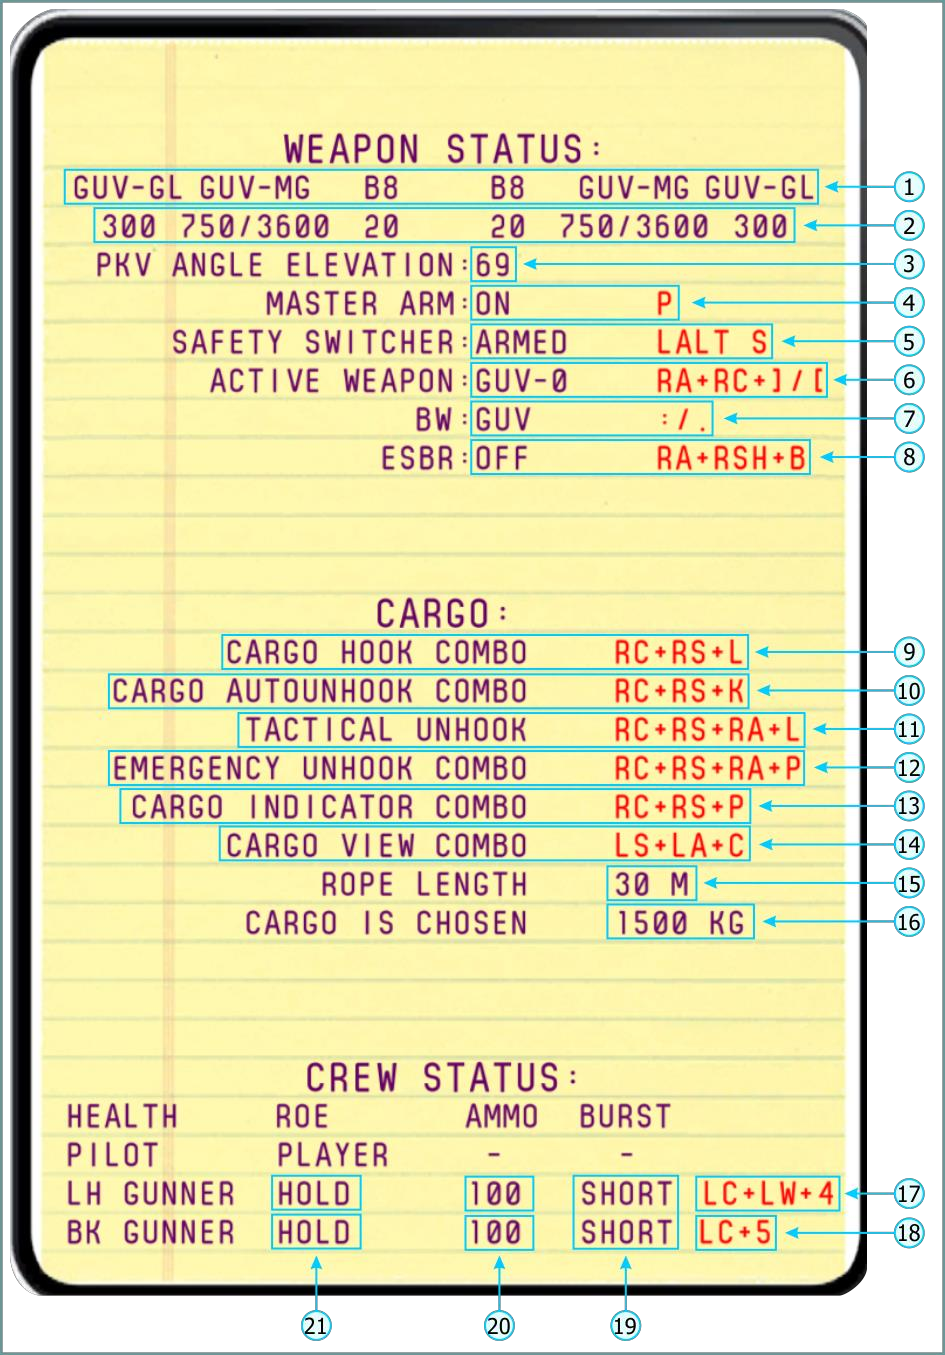 WEAPON STATUS:
GUV-GL GUV-MG B8 B8 GUV-MG GUV-GL 1
300 750/3600 20 20 750/3600 300 2
PKV ANGLE ELEVATION:69 3
MASTER ARM:ON P 4
SAFETY SWITCHER:ARMED LALT S 5
ACTIVE WEAPON:GUV-0 RA+RC+]/[ 6
BW:GUV :/. 7
ESBR:OFF RA+RSH+B 8
CARGO:
CARGO HOOK COMBO RC+RS+L 9
CARGO AUTOUNHOOK COMBO RC+RS+K 10
TACTICAL UNHOOK RC+RS+RA+L 11
EMERGENCY UNHOOK COMBO RC+RS+RA+P 12
CARGO INDICATOR COMBO RC+RS+P 13
CARGO VIEW COMBO LS+LA+C 14
ROPE LENGTH 30 M 15
CARGO IS CHOSEN 1500 KG 16
CREW STATUS:
HEALTH ROE AMMO BURST
PILOT PLAYER - -
LH GUNNER HOLD 100 SHORT LC+LW+4 17
BK GUNNER HOLD 100 SHORT LC+5 18
21 20 19